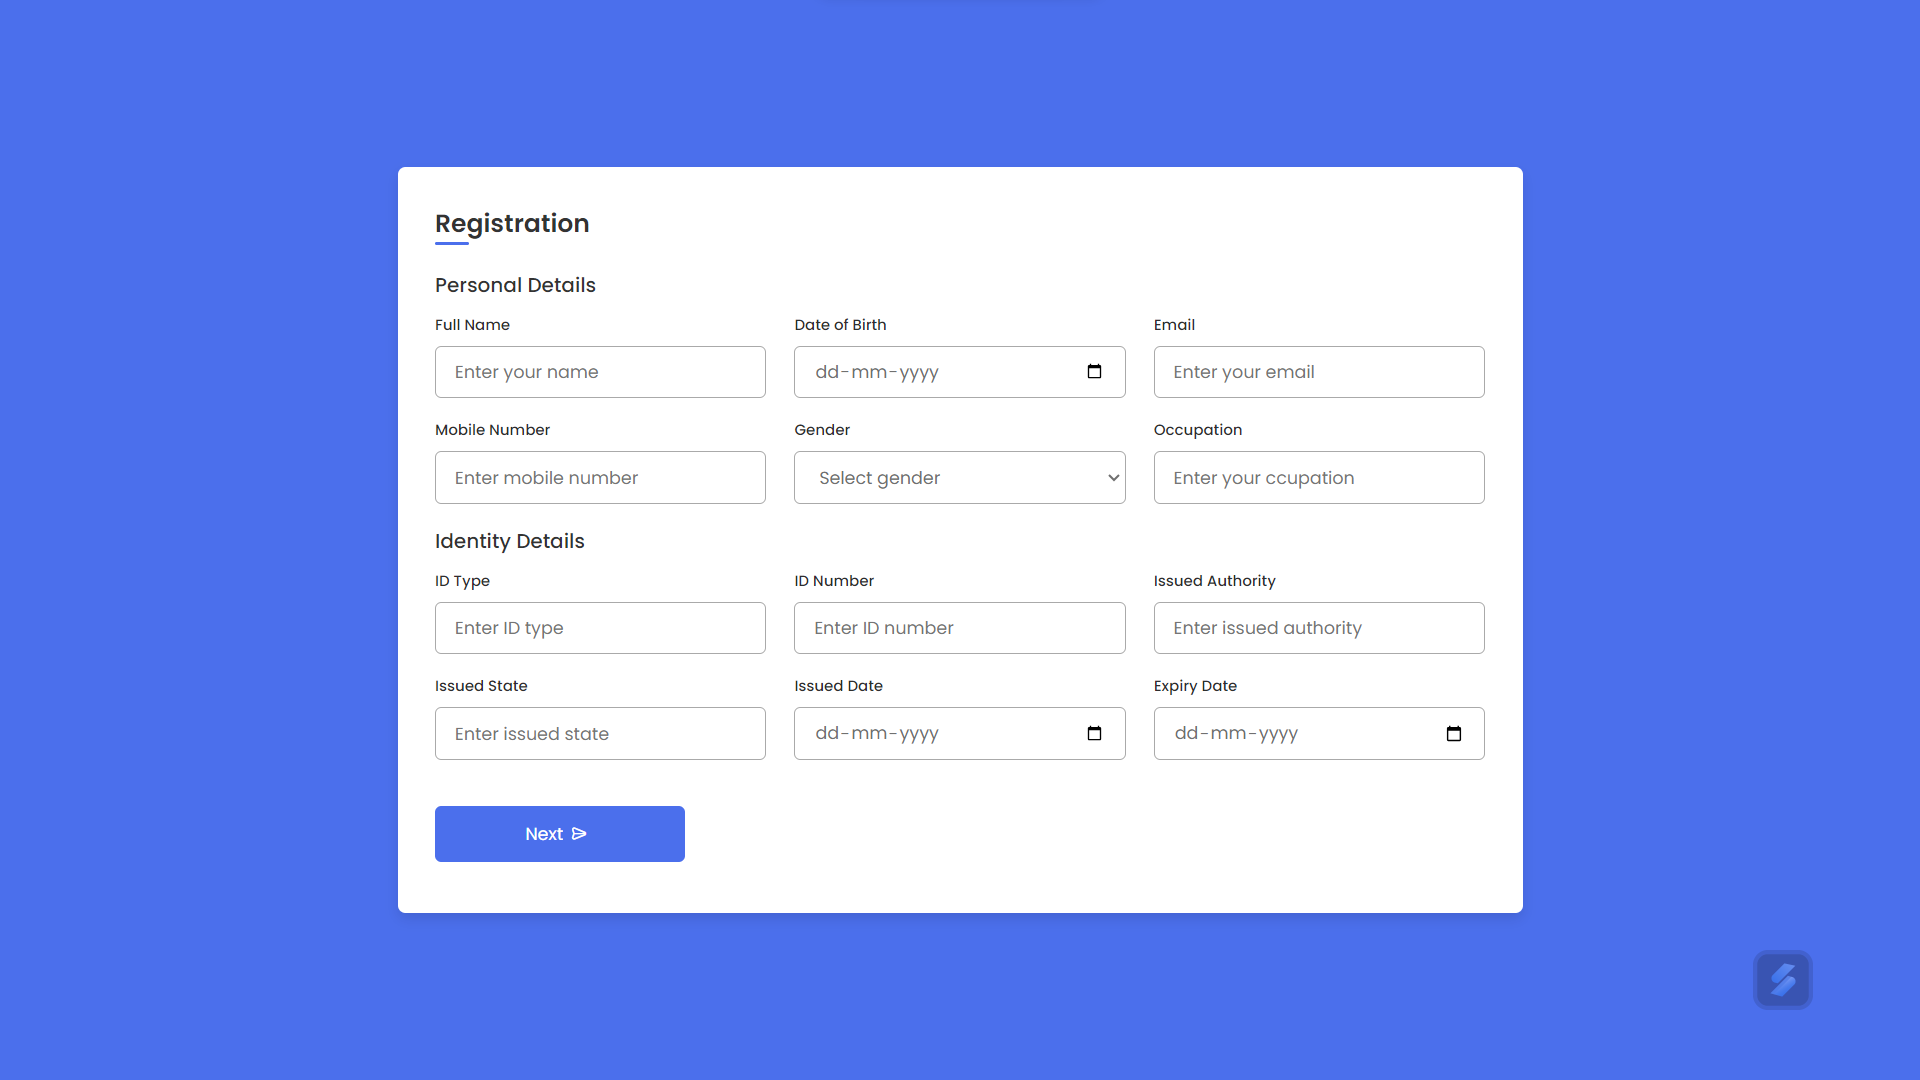 Registration
Personal Details
Full Name Date of Birth Email
Enter your name dd-mm-yyyy Enter your email
Mobile Number Gender Occupation
Enter mobile number Select gender Enter your ccupation
Identity Details
ID Type ID Number Issued Authority
Enter ID type Enter ID number Enter issued authority
Issued State Issued Date Expiry Date
Enter issued state dd-mm-yyyy dd-mm-yyyy
Next